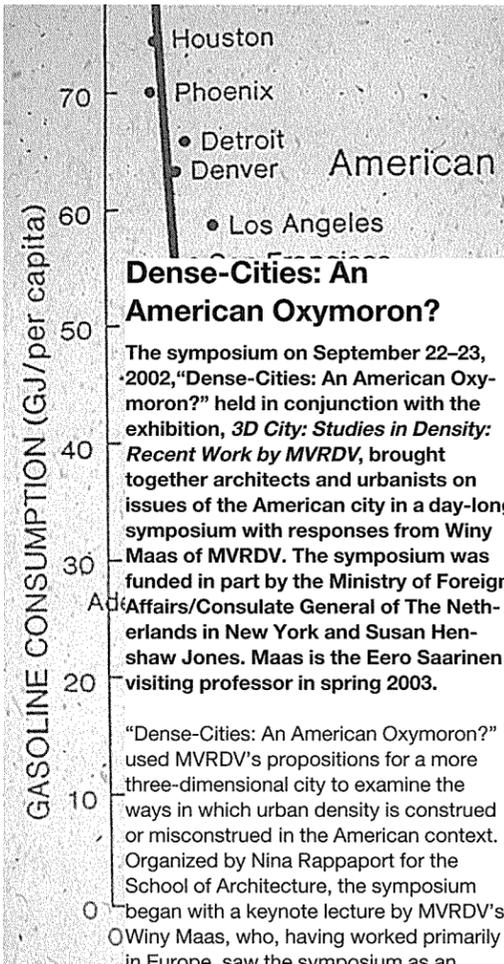 Houston
70
Phoenix
Detroit
Denver
American
60
Los Angeles
GASOLINE CONSUMPTION (GJ/per capita)
Dense-Cities: An
American Oxymoron?
50
The symposium on September 22–23,
2002,“Dense-Cities: An American Oxy-
moron?” held in conjunction with the
exhibition, 3D City: Studies in Density:
40
Recent Work by MVRDV, brought
together architects and urbanists on
issues of the American city in a day-long
symposium with responses from Winy
30
Maas of MVRDV. The symposium was
funded in part by the Ministry of Foreign
Affairs/Consulate General of The Neth-
erlands in New York and Susan Hen-
shaw Jones. Maas is the Eero Saarinen
20
visiting professor in spring 2003.
“Dense-Cities: An American Oxymoron?”
used MVRDV’s propositions for a more
three-dimensional city to examine the
10
ways in which urban density is construed
or misconstrued in the American context.
Organized by Nina Rappaport for the
School of Architecture, the symposium
0
began with a keynote lecture by MVRDV’s
0
Winy Maas, who, having worked primarily
in Europe, saw the symposium as an